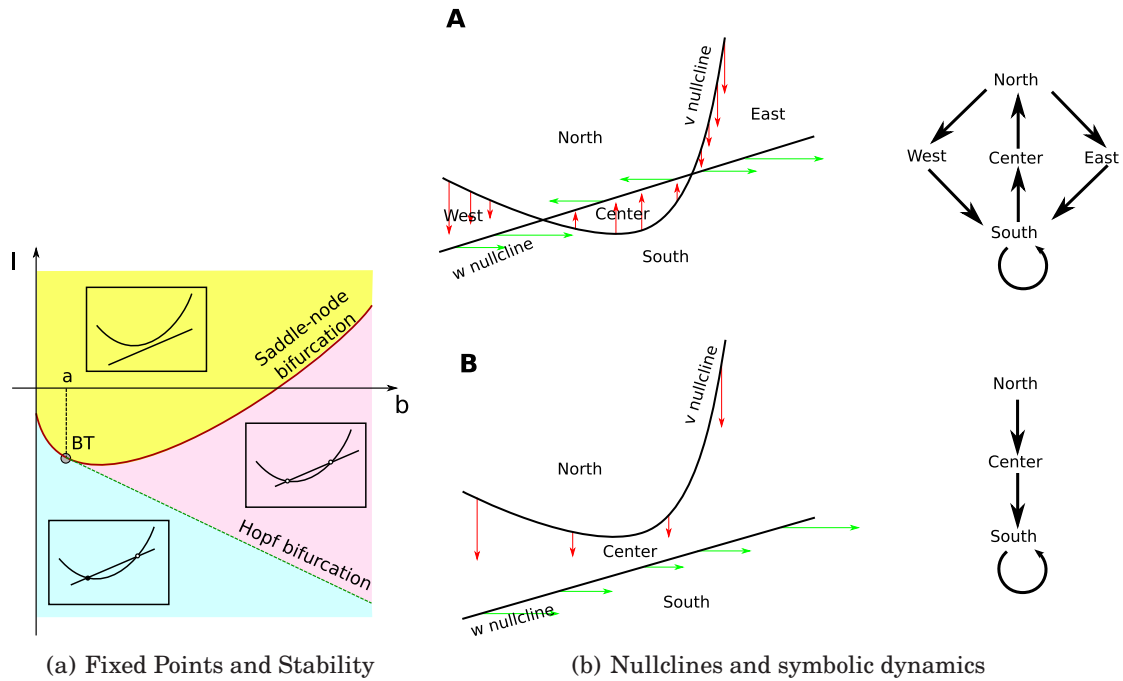 I
a
b
BT
Saddle-node
bifurcation
Hopf bifurcation
(a) Fixed Points and Stability
A
North
East
West
Center
South
v nullcline
w nullcline
North
West
Center
East
South
B
North
Center
South
v nullcline
w nullcline
North
Center
South
(b) Nullclines and symbolic dynamics